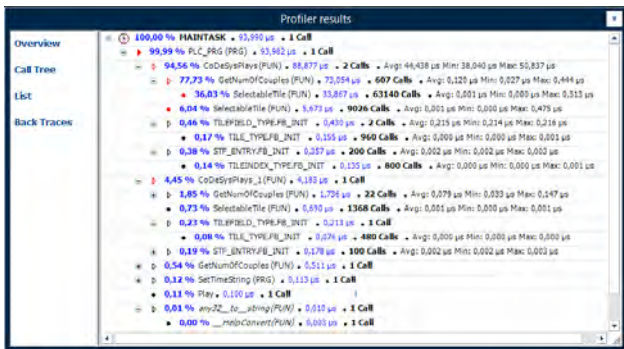 Profiler results
Overview
Call Tree
List
Back Traces
100,00 % MAINTASK • 93,990 µs • 1 Call
99,99 % PLC_PRG (PRG) • 93,982 µs • 1 Call
94,56 % CoDeSysPlays (FUN) • 88,877 µs • 2 Calls • Avg: 44,438 µs Min: 38,040 µs Max: 50,837 µs
77,73 % GetNumOfCouples (FUN) • 73,054 µs • 607 Calls • Avg: 0,120 µs Min: 0,027 µs Max: 0,444 µs
36,03 % SelectableTile (FUN) • 33,867 µs • 63140 Calls • Avg: 0,001 µs Min: 0,000 µs Max: 0,313 µs
6,04 % SelectableTile (FUN) • 5,673 µs • 9026 Calls • Avg: 0,001 µs Min: 0,000 µs Max: 0,475 µs
0,46 % TILEFIELD_TYPE.FB_INIT • 0,430 µs • 2 Calls • Avg: 0,215 µs Min: 0,214 µs Max: 0,216 µs
0,17 % TILE_TYPE.FB_INIT • 0,155 µs • 960 Calls • Avg: 0,000 µs Min: 0,000 µs Max: 0,001 µs
0,38 % STF_ENTRY.FB_INIT • 0,357 µs • 200 Calls • Avg: 0,002 µs Min: 0,002 µs Max: 0,003 µs
0,14 % TILEINDEX_TYPE.FB_INIT • 0,135 µs • 800 Calls • Avg: 0,000 µs Min: 0,000 µs Max: 0,001 µs
4,45 % CoDeSysPlays_1 (FUN) • 4,183 µs • 1 Call
1,85 % GetNumOfCouples (FUN) • 1,736 µs • 22 Calls • Avg: 0,079 µs Min: 0,033 µs Max: 0,147 µs
0,73 % SelectableTile (FUN) • 0,690 µs • 1368 Calls • Avg: 0,001 µs Min: 0,000 µs Max: 0,001 µs
0,23 % TILEFIELD_TYPE.FB_INIT • 0,213 µs • 1 Call
0,08 % TILE_TYPE.FB_INIT • 0,076 µs • 480 Calls • Avg: 0,000 µs Min: 0,000 µs Max: 0,000 µs
0,19 % STF_ENTRY.FB_INIT • 0,178 µs • 100 Calls • Avg: 0,002 µs Min: 0,002 µs Max: 0,003 µs
0,54 % GetNumOfCouples (FUN) • 0,511 µs • 1 Call
0,12 % SetTimeString (PRG) • 0,113 µs • 1 Call
0,11 % Play • 0,100 µs • 1 Call
0,01 % any32__to__string (FUN) • 0,010 µs • 1 Call
0,00 % __HelpConvert (FUN) • 0,003 µs • 1 Call